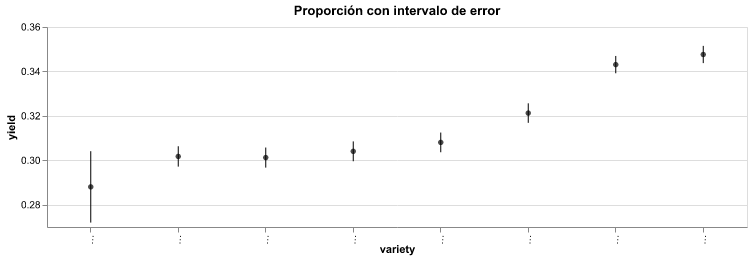 Proporción con intervalo de error
0.36
0.34
0.32
0.30
0.28
yield
... ... ... ... ... ... ... ...
variety